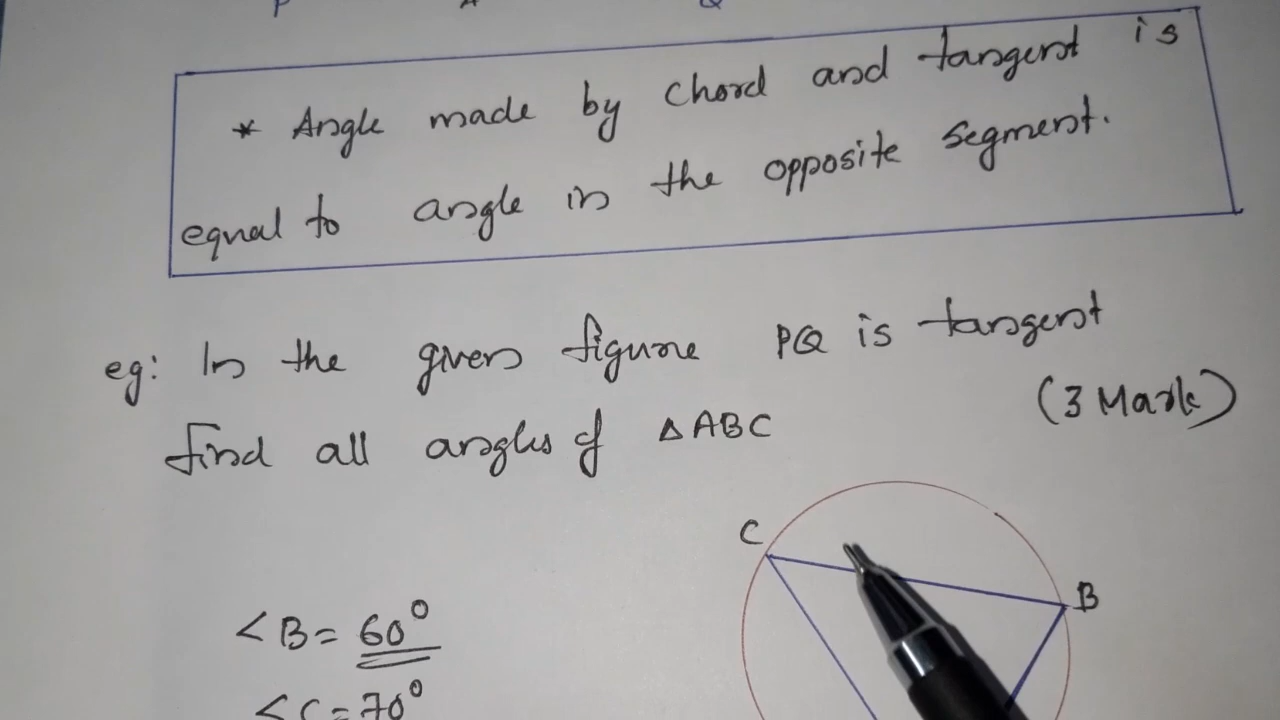 P A Q
* Angle made by chord and tangent is
equal to angle in the opposite segment.
eg: In the given figure PQ is tangent
(3 Mark)
find all angles of △ABC
C
B
<B = 60°
<C = 70°